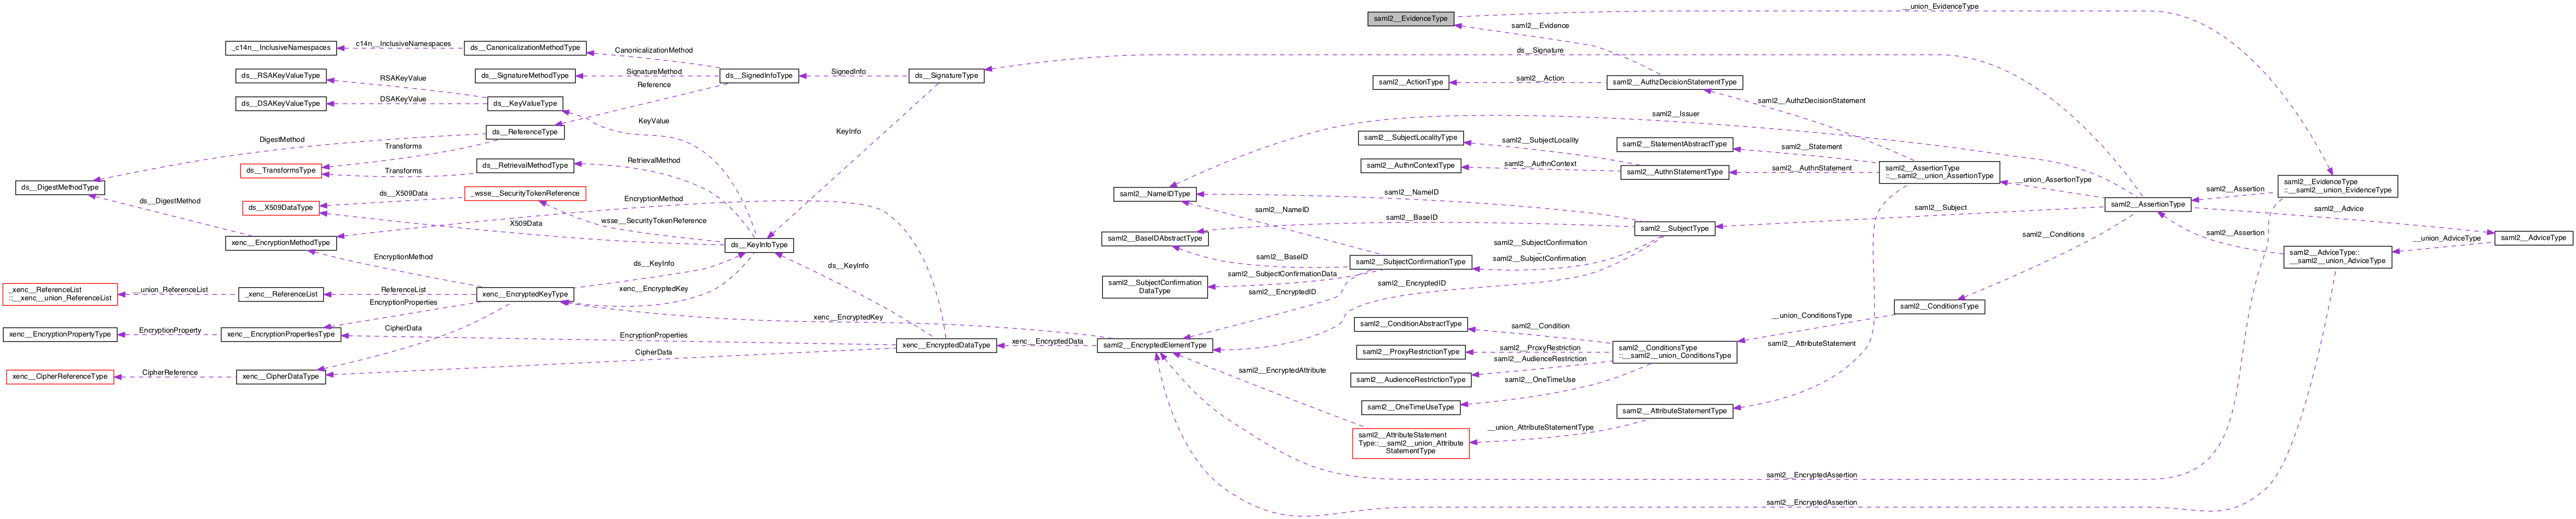 saml2__EvidenceType
__union_EvidenceType
saml2__Evidence
_c14n__InclusiveNamespaces
c14n__InclusiveNamespaces
ds__CanonicalizationMethodType
CanonicalizationMethod
ds__Signature
ds__RSAKeyValueType
RSAKeyValue
ds__SignatureMethodType
SignatureMethod
ds__SignedInfoType
SignedInfo
ds__SignatureType
saml2__ActionType
saml2__Action
saml2__AuthzDecisionStatementType
Reference
ds__DSAKeyValueType
DSAKeyValue
ds__KeyValueType
saml2__AuthzDecisionStatement
saml2__Issuer
KeyValue
KeyInfo
ds__ReferenceType
DigestMethod
Transforms
saml2__SubjectLocalityType
saml2__SubjectLocality
saml2__StatementAbstractType
saml2__Statement
RetrievalMethod
ds__TransformsType
Transforms
ds__RetrievalMethodType
saml2__AuthnContextType
saml2__AuthnContext
saml2__AuthnStatementType
saml2__AuthnStatement
saml2__AssertionType
::__saml2__union_AssertionType
__union_AssertionType
saml2__EvidenceType
::__saml2__union_EvidenceType
saml2__Assertion
ds__DigestMethodType
ds__X509Data
_wsse__SecurityTokenReference
saml2__NameIDType
saml2__NameID
ds__DigestMethod
EncryptionMethod
saml2__AssertionType
saml2__Advice
ds__X509DataType
saml2__NameID
saml2__Subject
X509Data
wsse__SecurityTokenReference
saml2__BaseID
saml2__SubjectType
xenc__EncryptionMethodType
ds__KeyInfoType
saml2__BaseIDAbstractType
saml2__SubjectConfirmation
saml2__SubjectConfirmation
saml2__Conditions
saml2__Assertion
__union_AdviceType
saml2__AdviceType
EncryptionMethod
ds__KeyInfo
ds__KeyInfo
saml2__BaseID
saml2__SubjectConfirmationType
saml2__AdviceType::
__saml2__union_AdviceType
saml2__SubjectConfirmationData
saml2__SubjectConfirmation
DataType
saml2__EncryptedID
saml2__EncryptedID
_xenc__ReferenceList
::__xenc__union_ReferenceList
__union_ReferenceList
_xenc__ReferenceList
ReferenceList
xenc__EncryptedKeyType
xenc__EncryptedKey
EncryptionProperties
saml2__ConditionsType
xenc__EncryptedKey
__union_ConditionsType
xenc__EncryptionPropertyType
EncryptionProperty
xenc__EncryptionPropertiesType
CipherData
EncryptionProperties
saml2__ConditionAbstractType
saml2__Condition
xenc__EncryptedDataType
xenc__EncryptedData
saml2__EncryptedElementType
saml2__ProxyRestrictionType
saml2__ProxyRestriction
saml2__ConditionsType
::__saml2__union_ConditionsType
saml2__AttributeStatement
CipherData
saml2__AudienceRestriction
xenc__CipherReferenceType
CipherReference
xenc__CipherDataType
saml2__EncryptedAttribute
saml2__AudienceRestrictionType
saml2__OneTimeUse
saml2__OneTimeUseType
saml2__AttributeStatementType
__union_AttributeStatementType
saml2__AttributeStatement
Type::__saml2__union_Attribute
StatementType
saml2__EncryptedAssertion
saml2__EncryptedAssertion